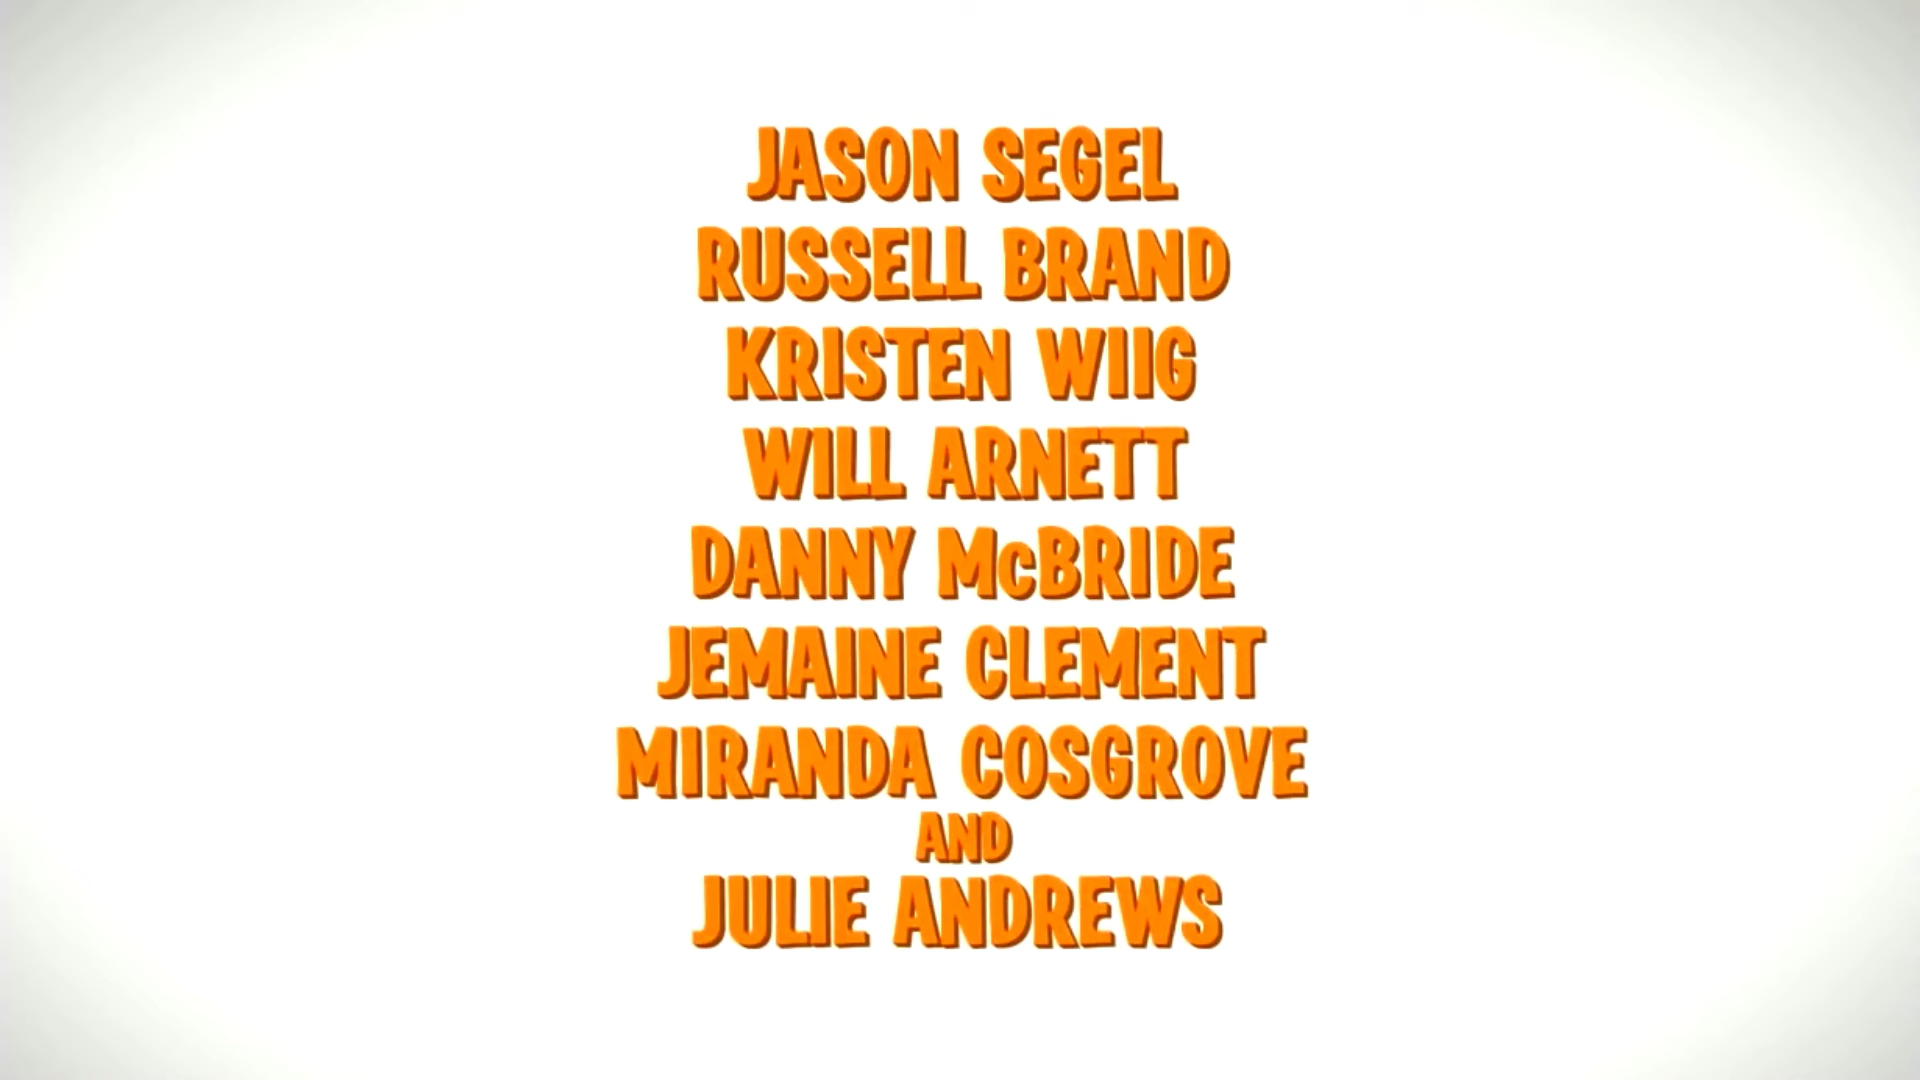 JASON SEGEL
RUSSELL BRAND
KRISTEN WIIG
WILL ARNETT
DANNY McBRIDE
JEMAINE CLEMENT
MIRANDA COSGROVE
AND
JULIE ANDREWS